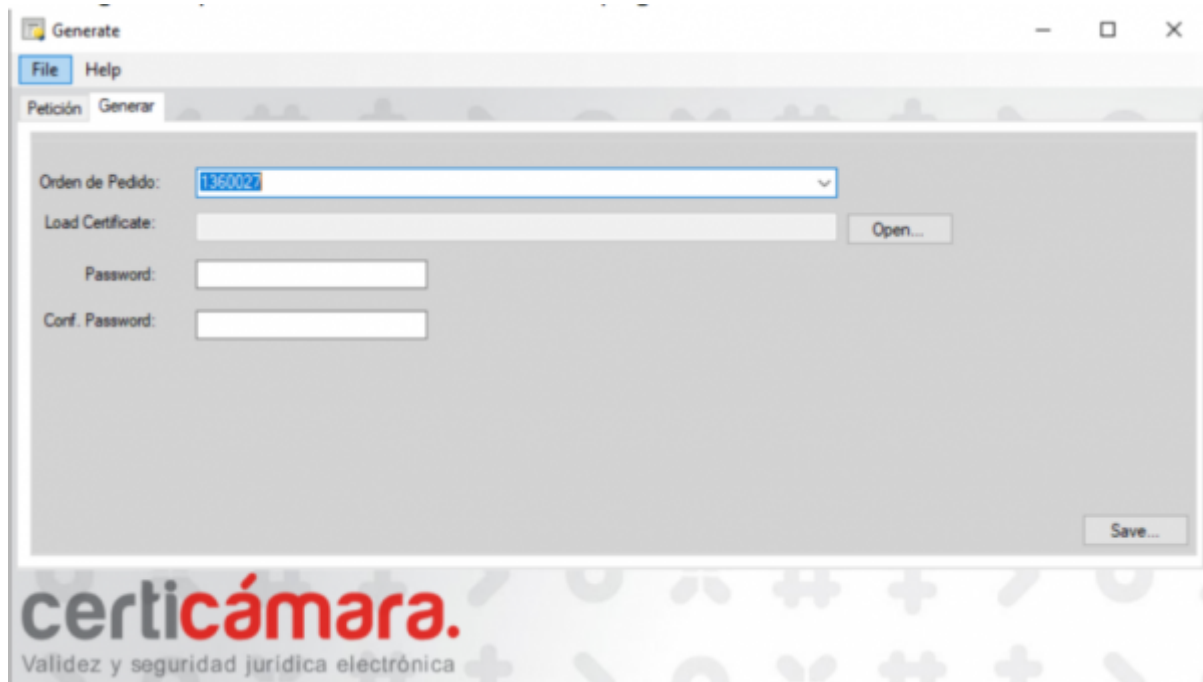 Generate
File Help
Petición Generar
Orden de Pedido: 1360027
Load Certificate: Open...
Password:
Conf. Password:
Save...
certicámara.
Validez y seguridad jurídica electrónica